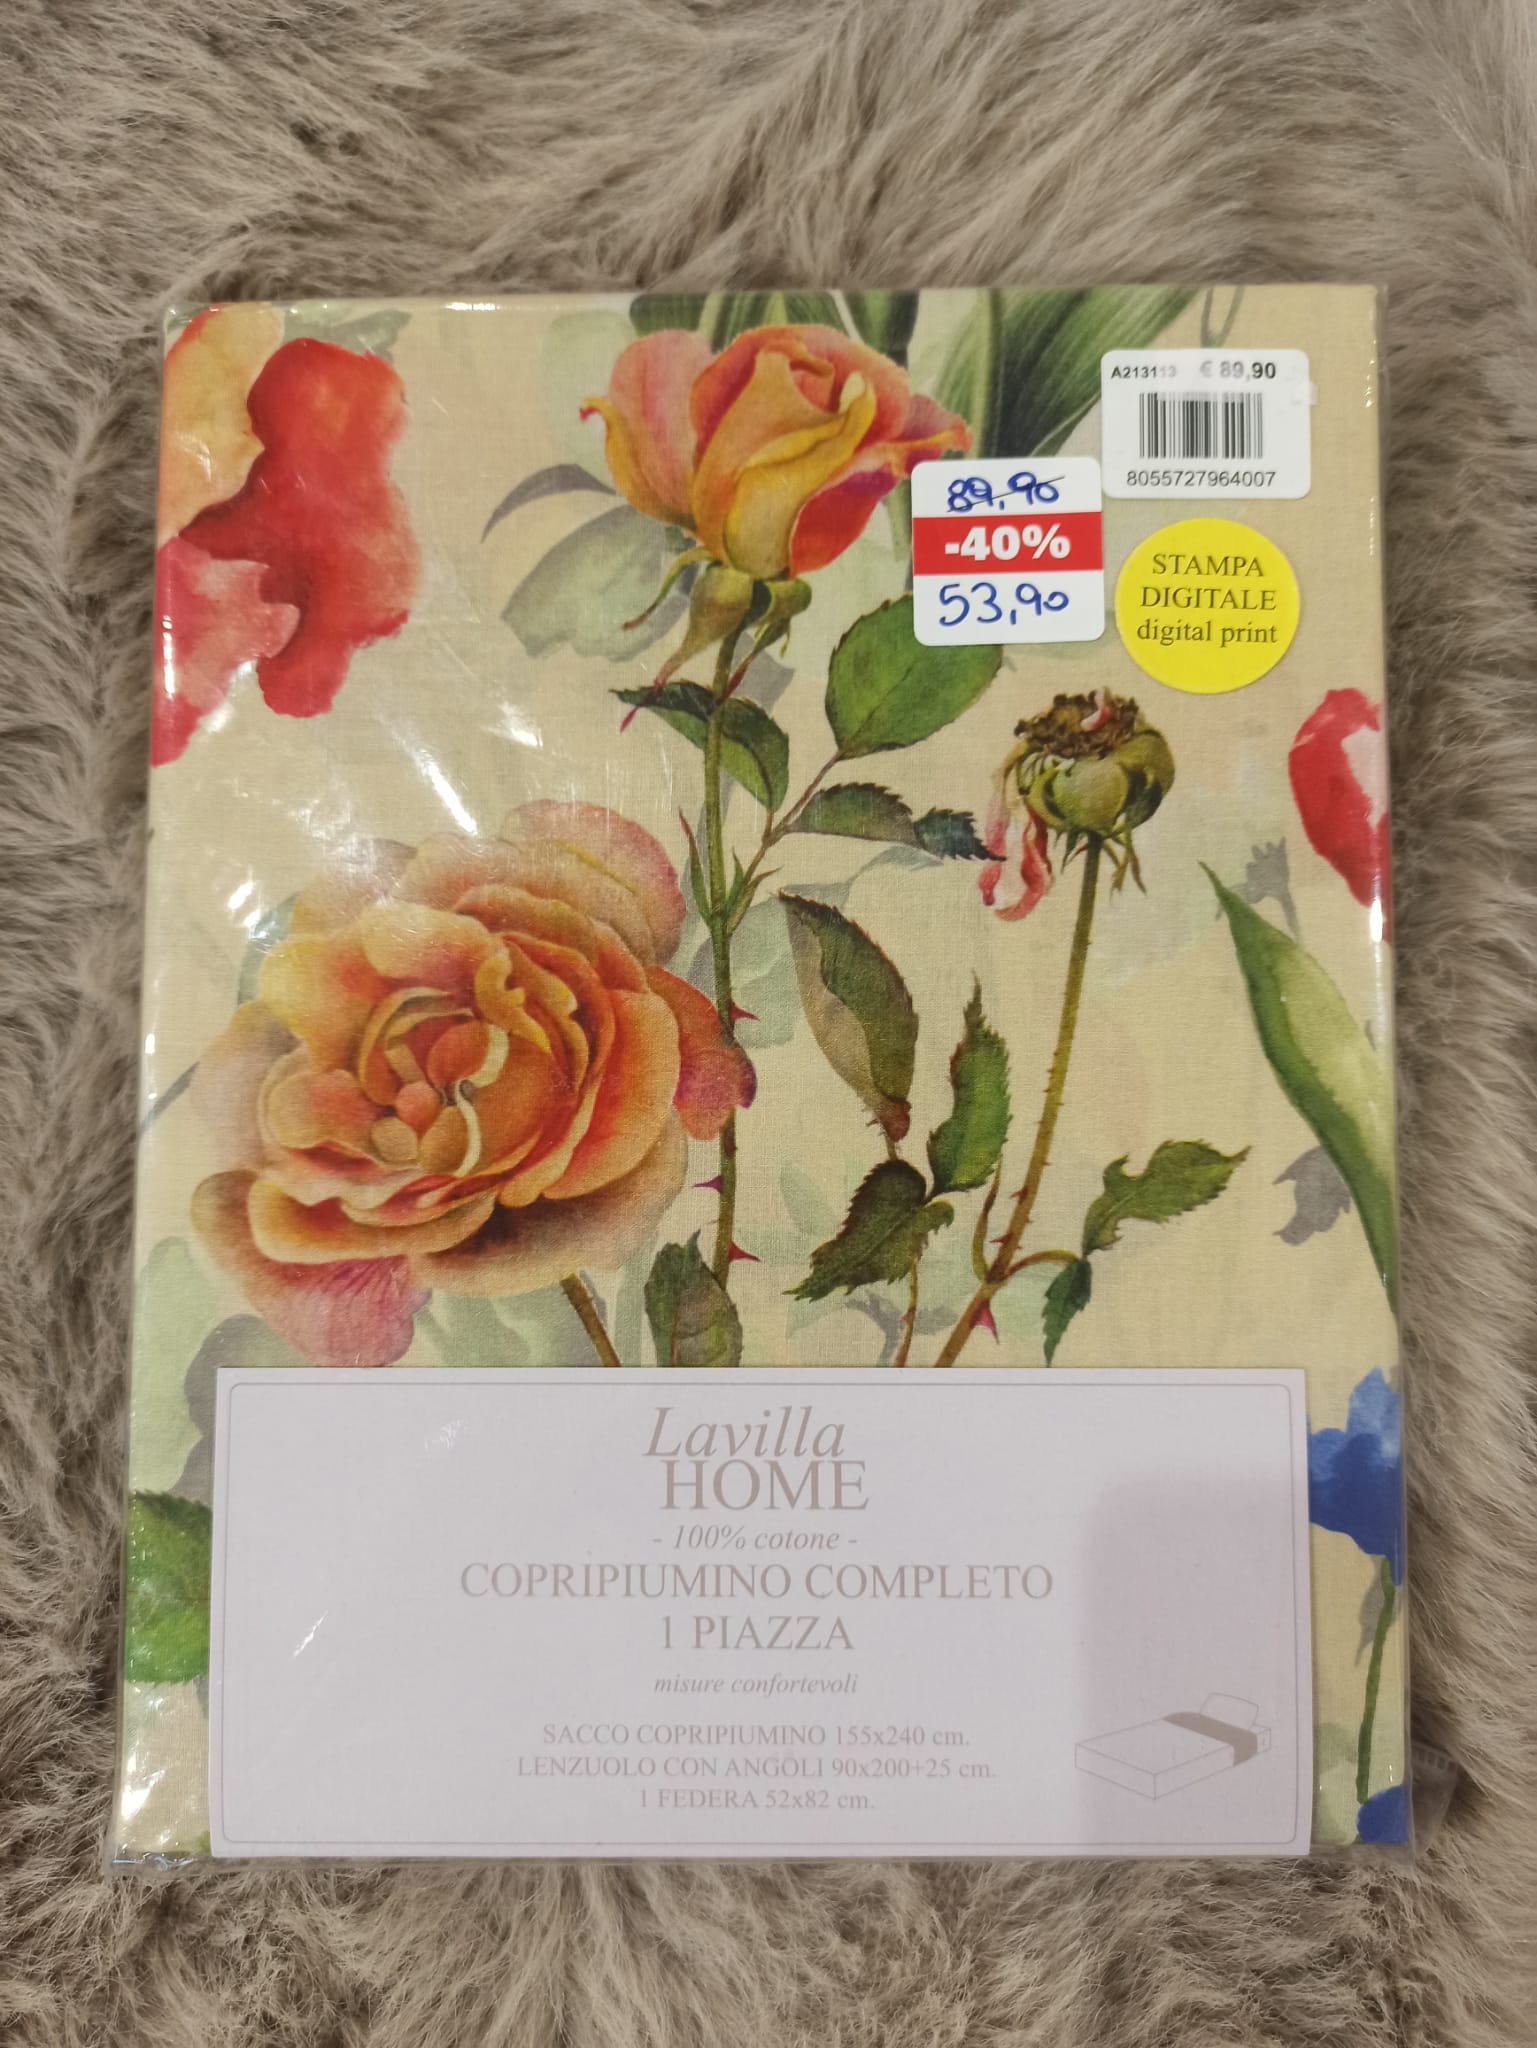 A213113 € 89,90
8055727964007
89,90
-40%
53,90
STAMPA
DIGITALE
digital print
Lavilla
HOME
- 100% cotone -
COPRIPIUMINO COMPLETO
1 PIAZZA
misure confortevoli
SACCO COPRIPIUMINO 155x240 cm.
LENZUOLO CON ANGOLI 90x200+25 cm.
1 FEDERA 52x82 cm.